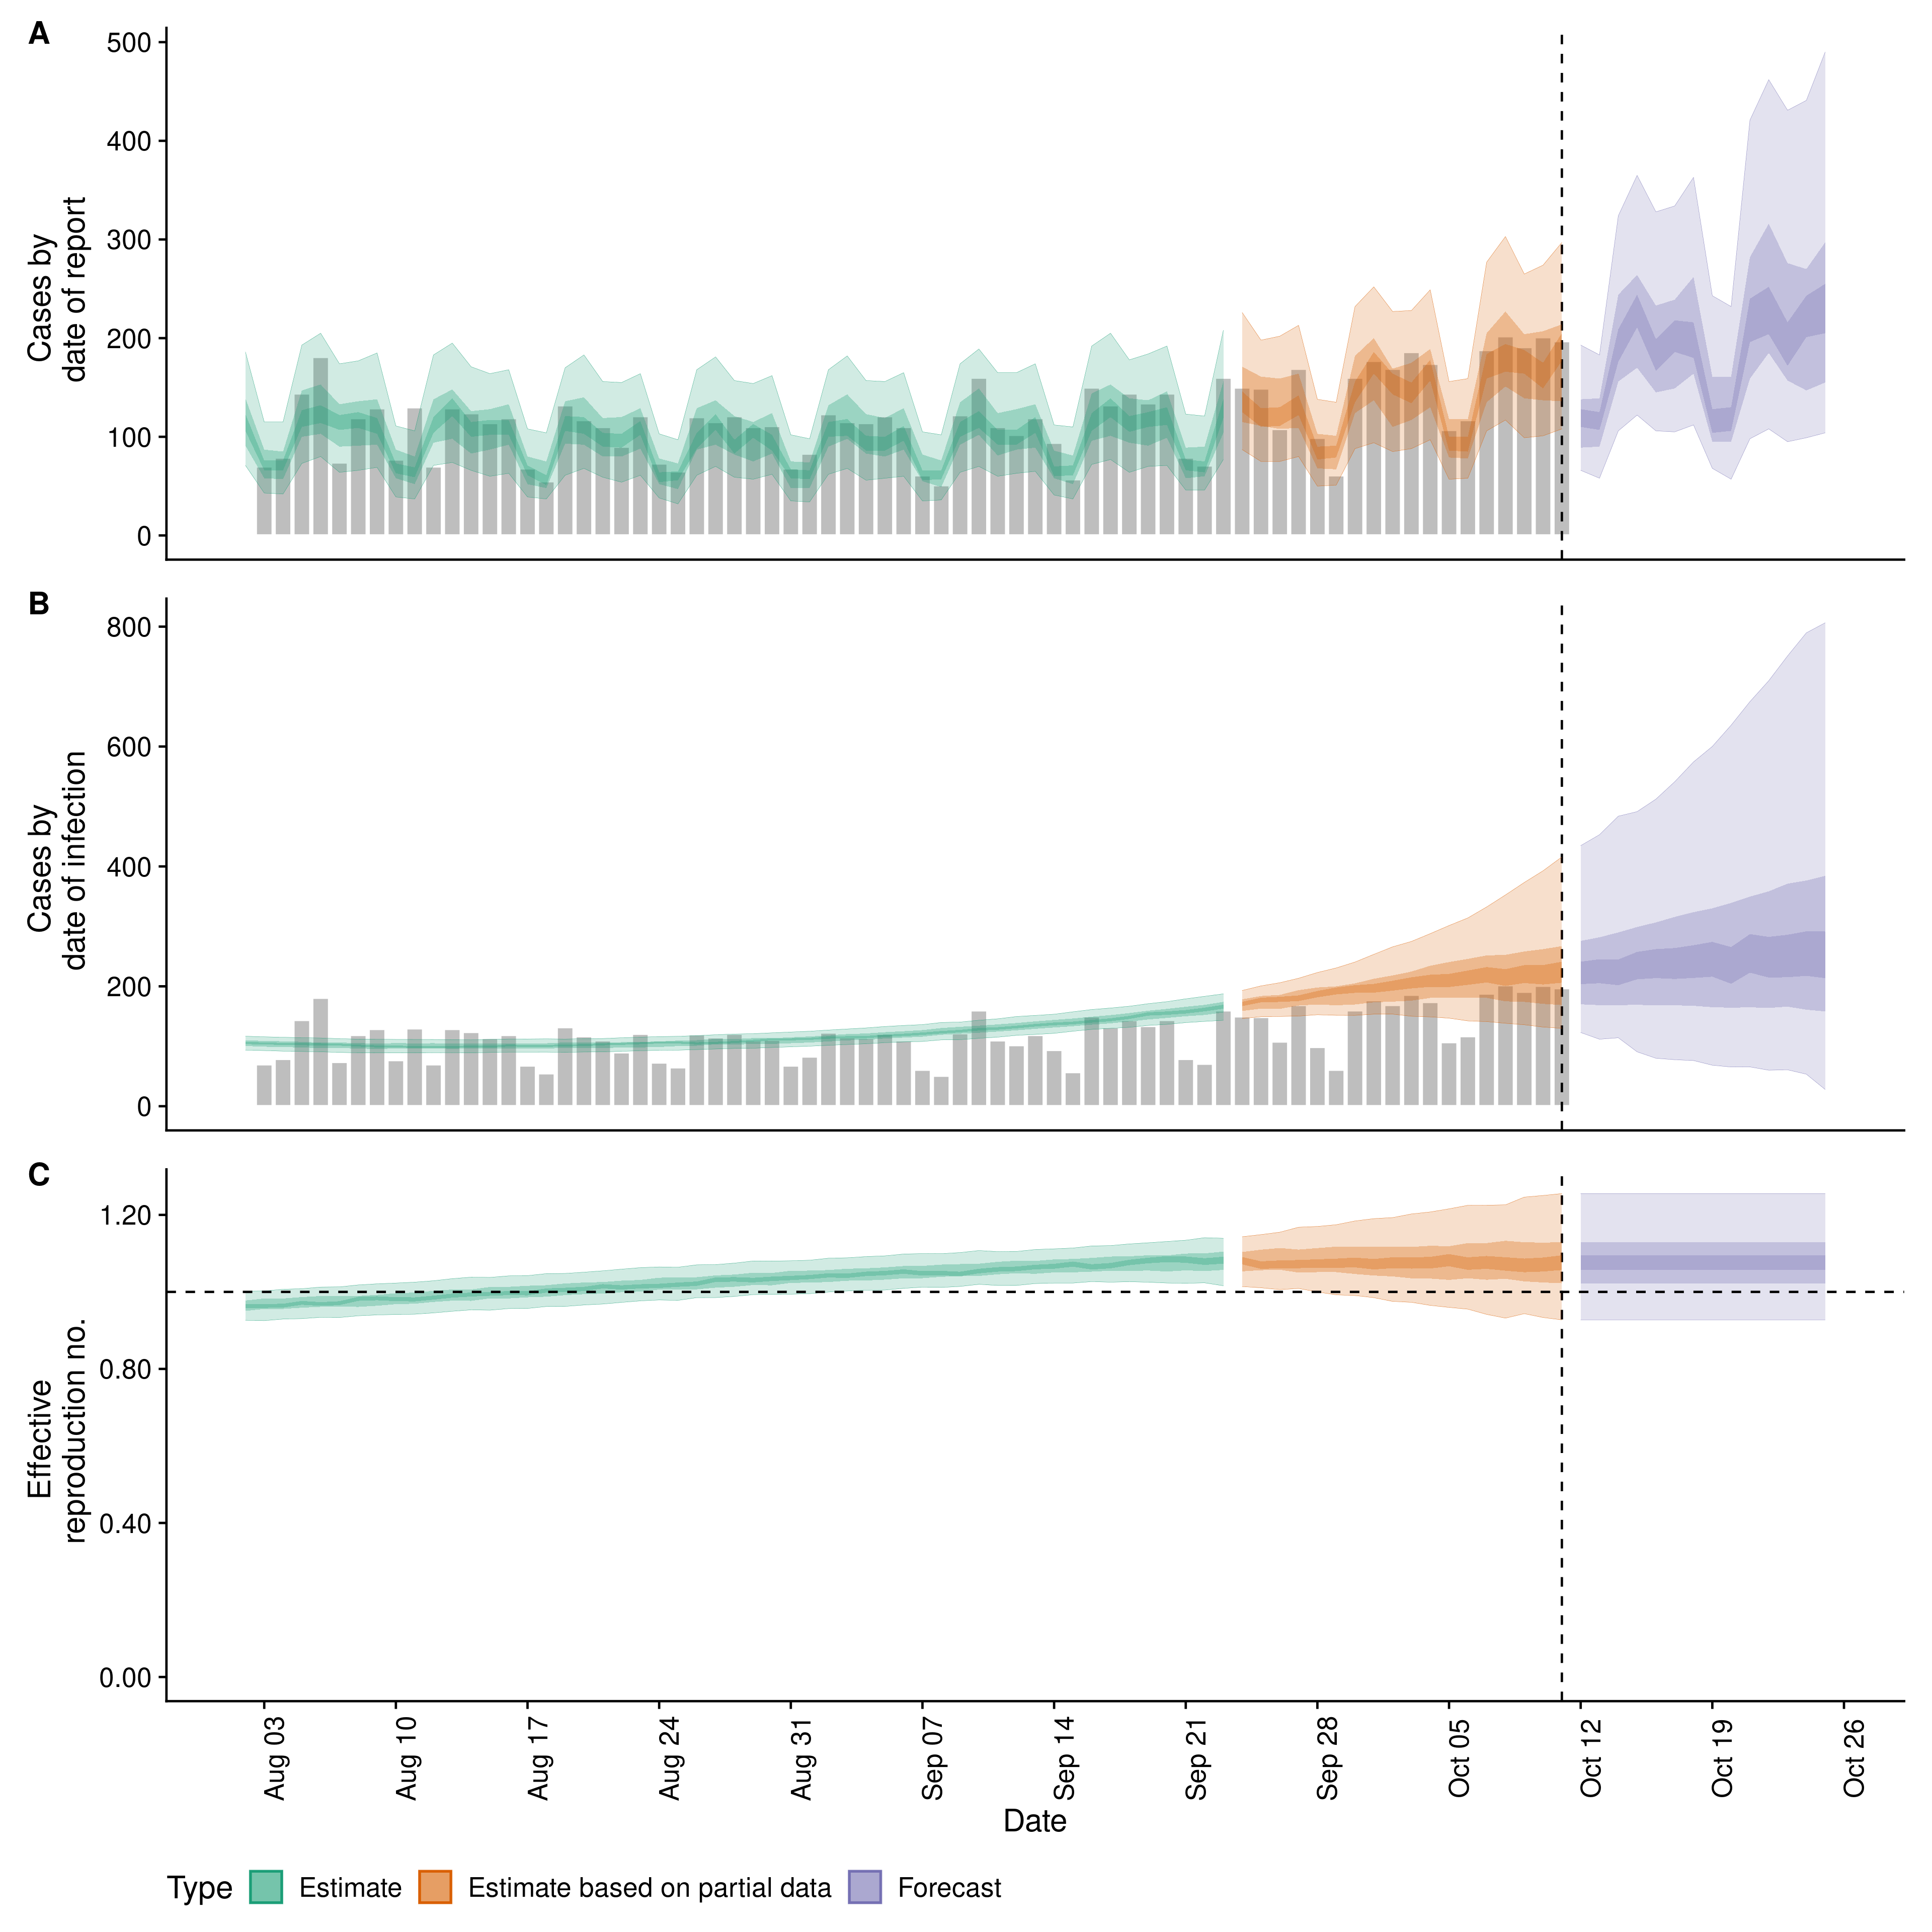 A
500
400
300
200
100
0
Cases by
date of report
B
800
600
400
200
0
Cases by
date of infection
C
1.20
0.80
0.40
0.00
Effective
reproduction no.
Aug 03
Aug 10
Aug 17
Aug 24
Aug 31
Sep 07
Sep 14
Sep 21
Sep 28
Oct 05
Oct 12
Oct 19
Oct 26
Date
Type Estimate Estimate based on partial data Forecast